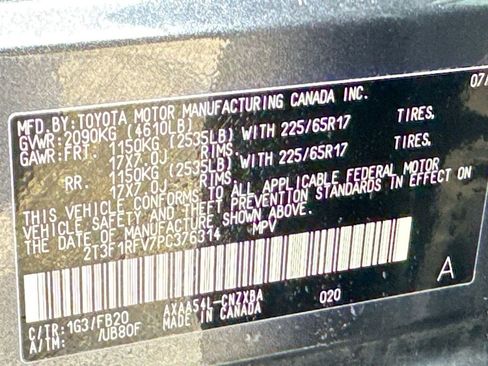 MFD.BY:TOYOTA MOTOR MANUFACTURING CANADA INC. 07/
GVWR:2090KG (4610LB)
GAWR:FRT. 1150KG (2535LB) WITH 225/65R17 TIRES,
17X7.0J RIMS,
RR. 1150KG (2535LB) WITH 225/65R17 TIRES,
17X7.0J RIMS,
THIS VEHICLE CONFORMS TO ALL APPLICABLE FEDERAL MOTOR
VEHICLE SAFETY AND THEFT PREVENTION STANDARDS IN EFFECT ON
THE DATE OF MANUFACTURE SHOWN ABOVE.
2T3F1RFV7PC376314 MPV
C/TR:1G3/FB20 AXAA54L-CNZXBA 020 A
A/TM: /UB80F MADE IN CANADA